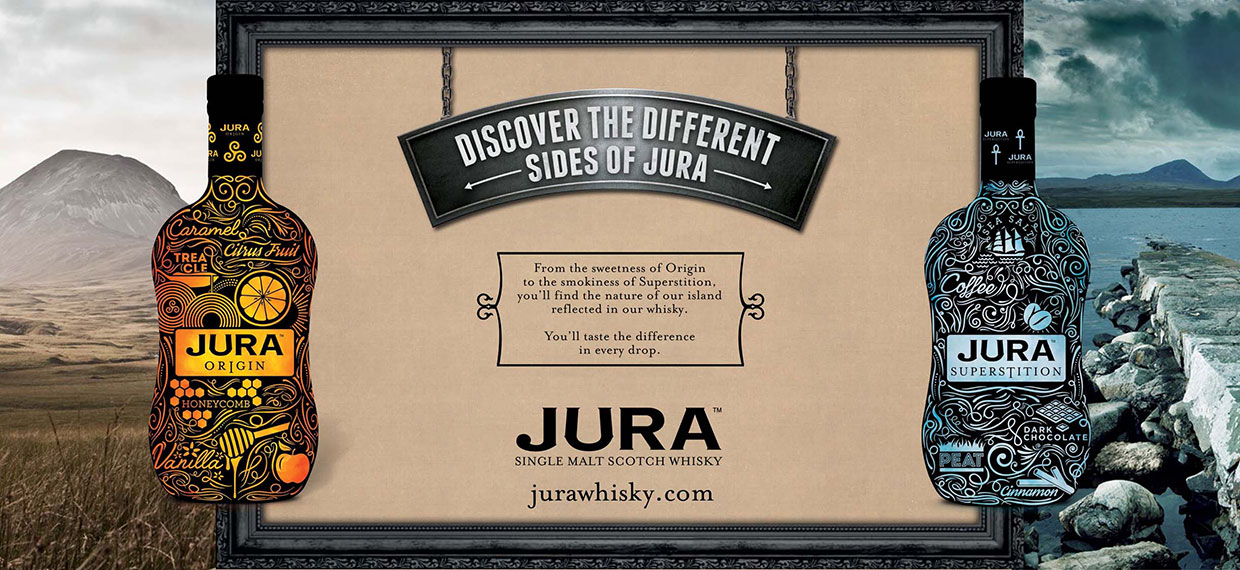 DISCOVER THE DIFFERENT
SIDES OF JURA
From the sweetness of Origin
to the smokiness of Superstition,
you'll find the nature of our island
reflected in our whisky.
You'll taste the difference
in every drop.
JURA™
SINGLE MALT SCOTCH WHISKY
jurawhisky.com
JURA
ORIGIN
Caramel
Citrus Fruit
TREA
CLE
JURA
ORIGIN
HONEYCOMB
Vanilla
JURA
JURA
SEA SALT
Coffee
JURA™
SUPERSTITION
&
DARK
CHOCOLATE
PEAT
Cinnamon